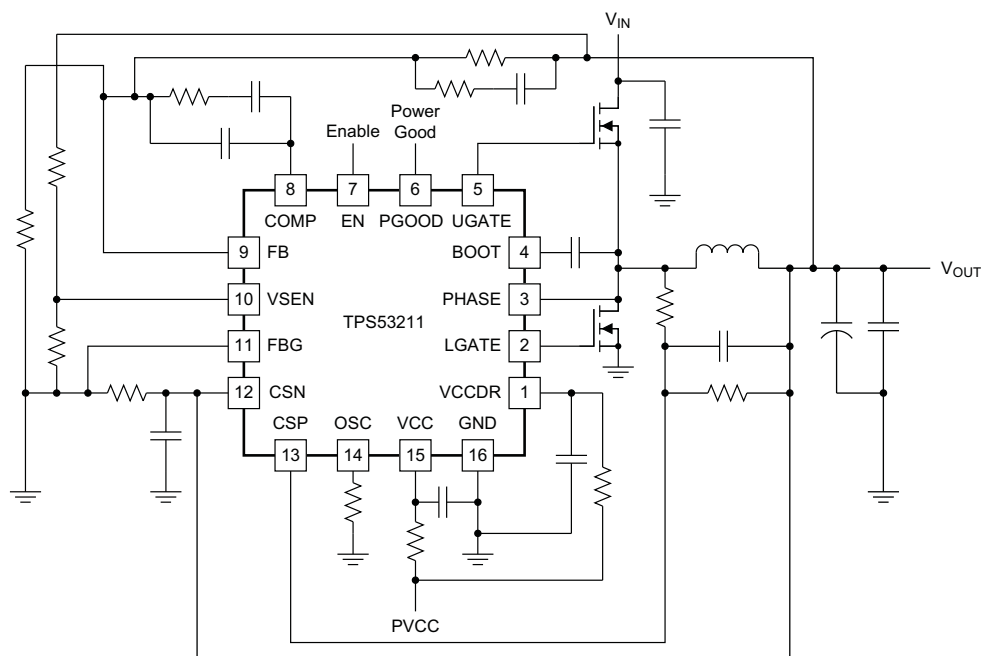 V_IN
Power
Good
Enable
8 7 6 5
COMP EN PGOOD UGATE
9 FB BOOT 4
10 VSEN PHASE 3
TPS53211
11 FBG LGATE 2
12 CSN VCCDR 1
CSP OSC VCC GND
13 14 15 16
V_OUT
PVCC